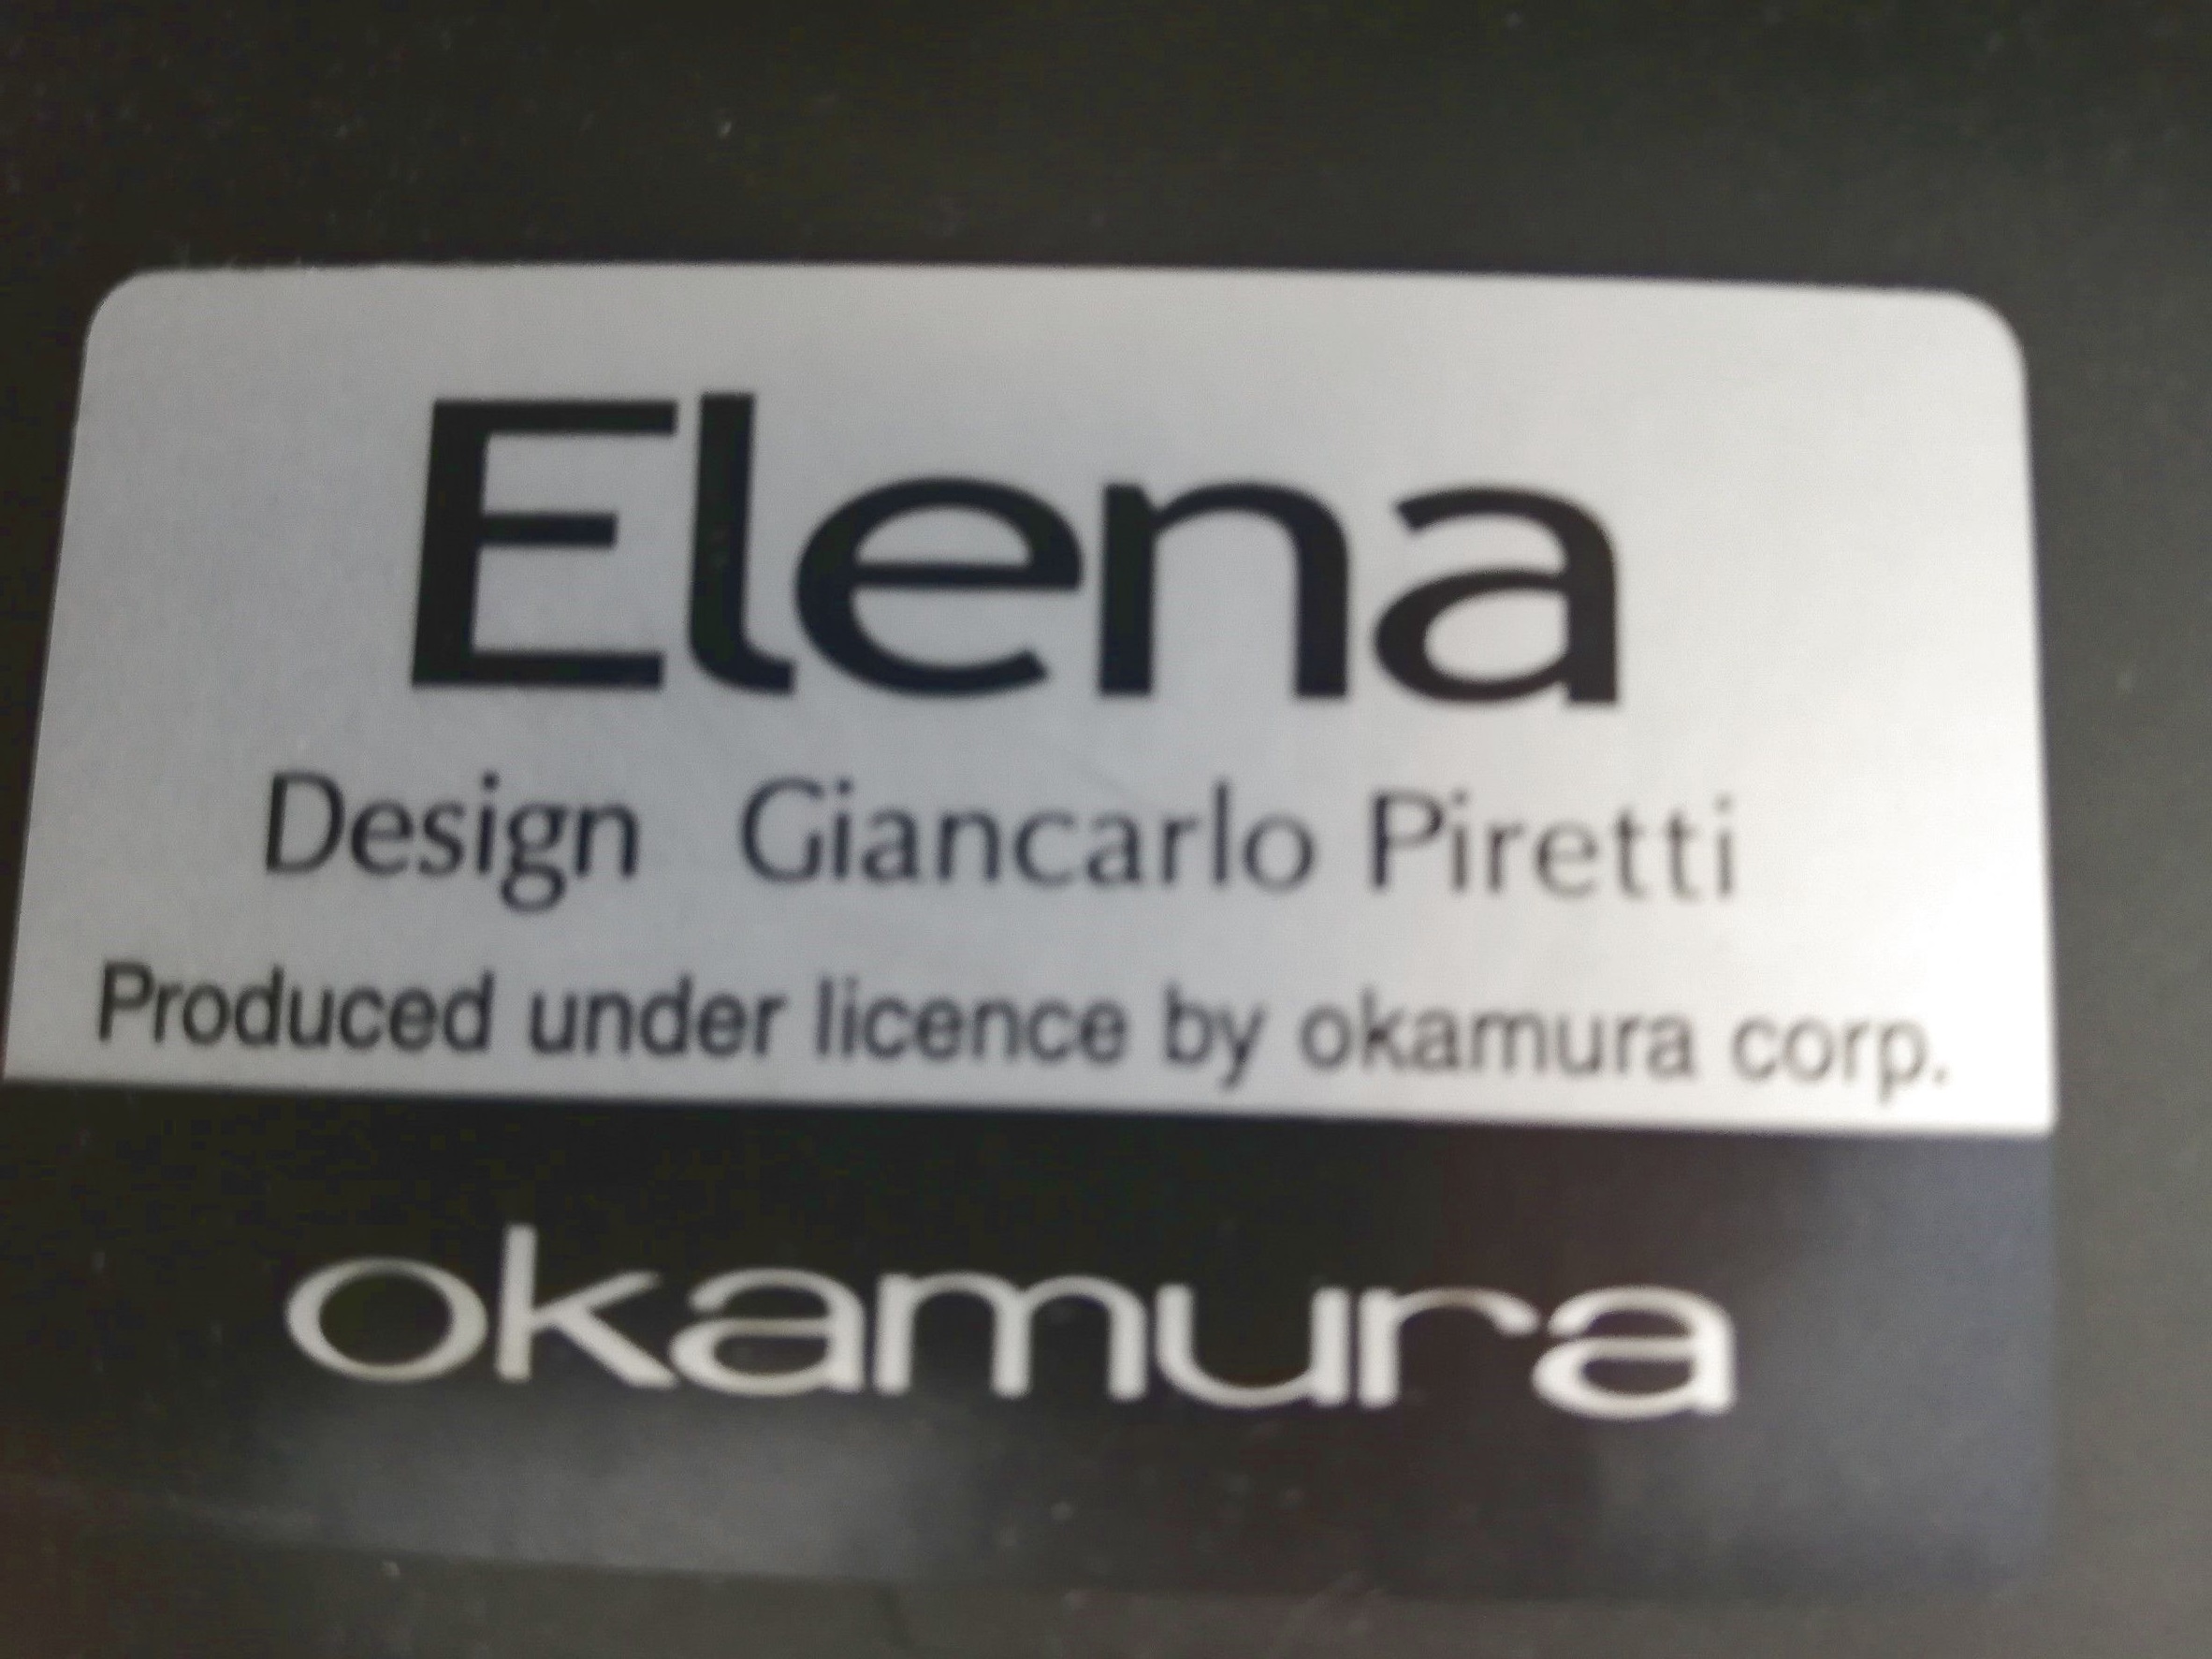 Elena
Design Giancarlo Piretti
Produced under licence by okamura corp.
okamura